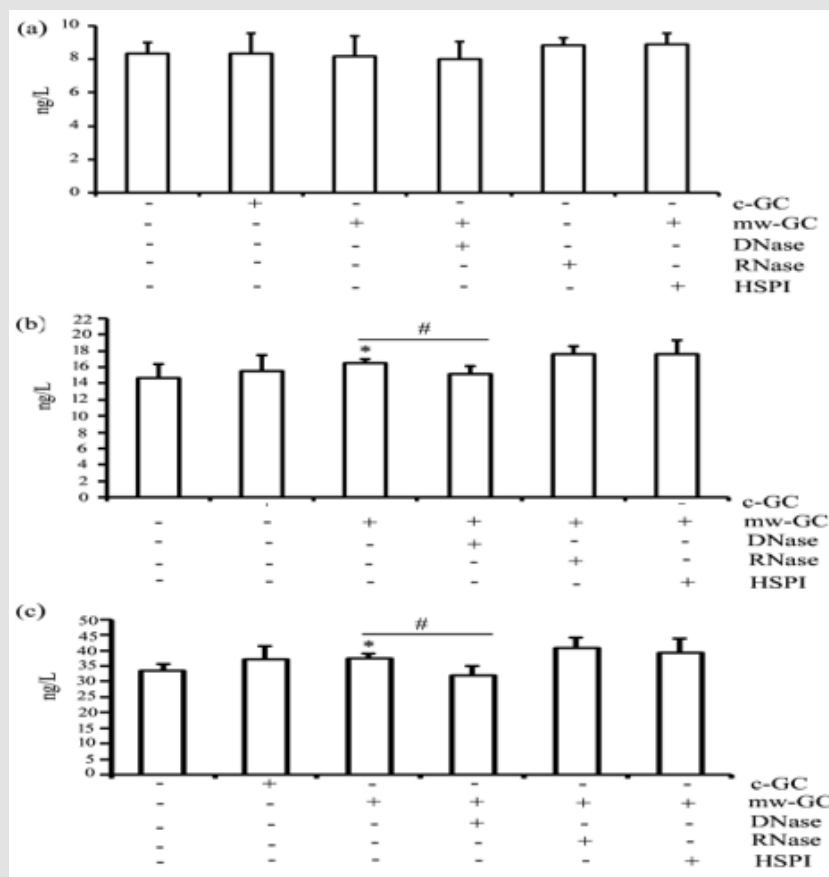 (a)
10
8
6
4
2
0
ng/L
- + - - - - c-GC
- - + + - + mw-GC
- - - + - - DNase
- - - - + - RNase
- - - - - + HSPI
(b)
22
20
18
16
14
12
10
8
6
4
2
0
ng/L
#
*
- c-GC
- - + + + + mw-GC
- - - + - - DNase
- - - - + - RNase
- - - - - + HSPI
(c)
50
45
40
35
30
25
20
15
10
5
0
ng/L
#
*
- + - - - - c-GC
- - + + + + mw-GC
- - - + - - DNase
- - - - + - RNase
- - - - - + HSPI